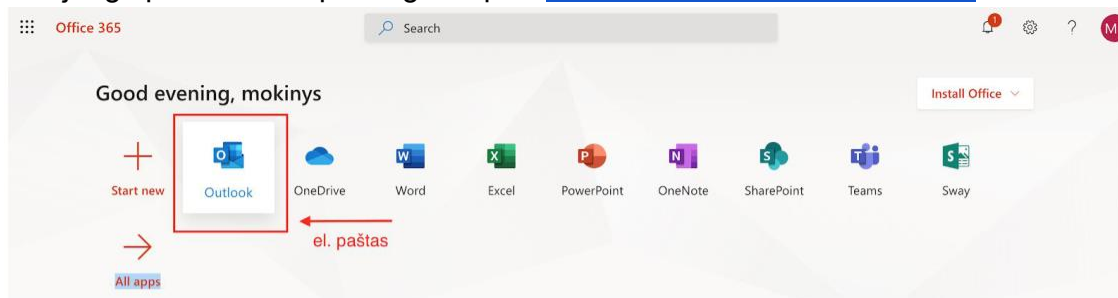 Office 365
Search
1
?
M
Good evening, mokinys
Install Office
Start new
Outlook
OneDrive
Word
Excel
PowerPoint
OneNote
SharePoint
Teams
Sway
el. paštas
All apps